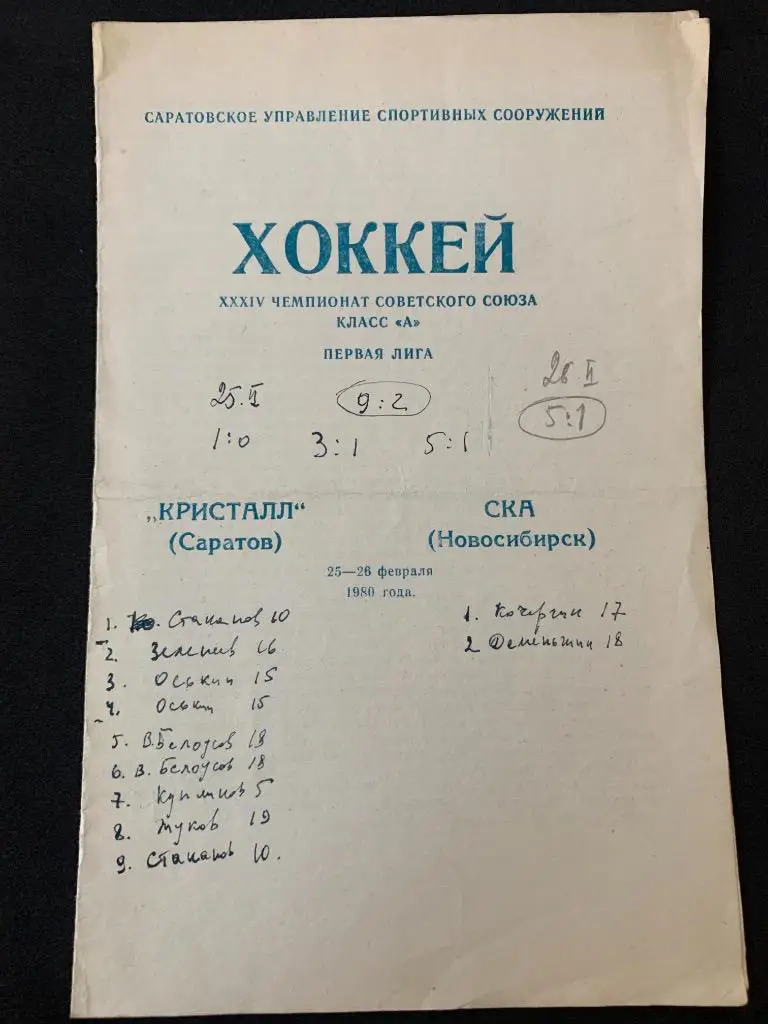 САРАТОВСКОЕ УПРАВЛЕНИЕ СПОРТИВНЫХ СООРУЖЕНИЙ
ХОККЕЙ
XXXIV ЧЕМПИОНАТ СОВЕТСКОГО СОЮЗА
КЛАСС «А»
ПЕРВАЯ ЛИГА
25.II 9:2 26 II
1:0 3:1 5:1 5:1
„КРИСТАЛЛ“ СКА
(Саратов) (Новосибирск)
25—26 февраля
1980 года.
1. Стаканов 10
2. 16
3. Оськин 15
4. Оськин 15
5. В. Белоусов 18
6. В. Белоусов 18
7. Куплинов 5
8. Жуков 19
9. Стаканов 10.
1. Кочергин 17
2 Деменьшин 18